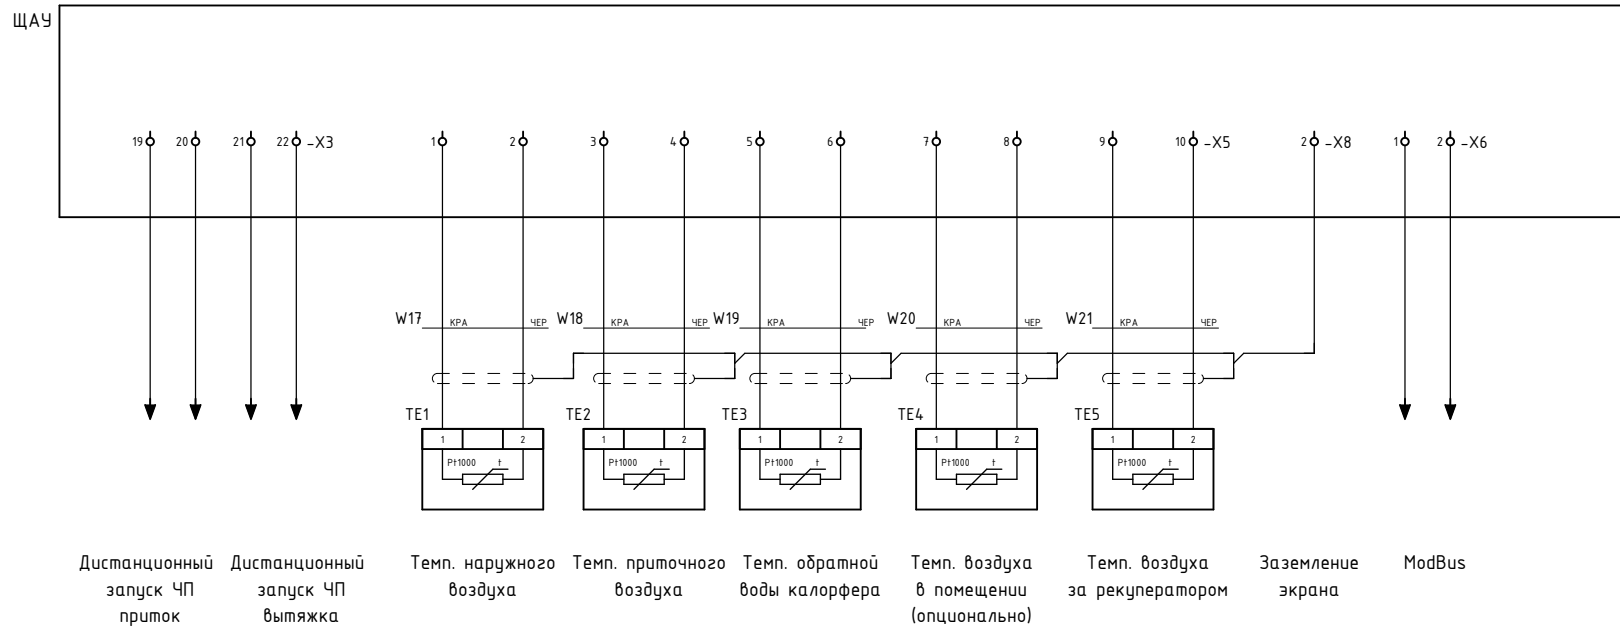 ЩАУ
19 20 21 22 -X3 1 2 3 4 5 6 7 8 9 10 -X5 2 -X8 1 2 -X6
W17 КРА ЧЕР W18 КРА ЧЕР W19 КРА ЧЕР W20 КРА ЧЕР W21 КРА ЧЕР
TE1 TE2 TE3 TE4 TE5
1 2 1 2 1 2 1 2 1 2
Pt1000 t Pt1000 t Pt1000 t Pt1000 t Pt1000 t
Дистанционный
запуск ЧП
приток
Дистанционный
запуск ЧП
вытяжка
Темп. наружного
воздуха
Темп. приточного
воздуха
Темп. обратной
воды калорфера
Темп. воздуха
в помещении
(опционально)
Темп. воздуха
за рекуператором
Заземление
экрана
ModBus